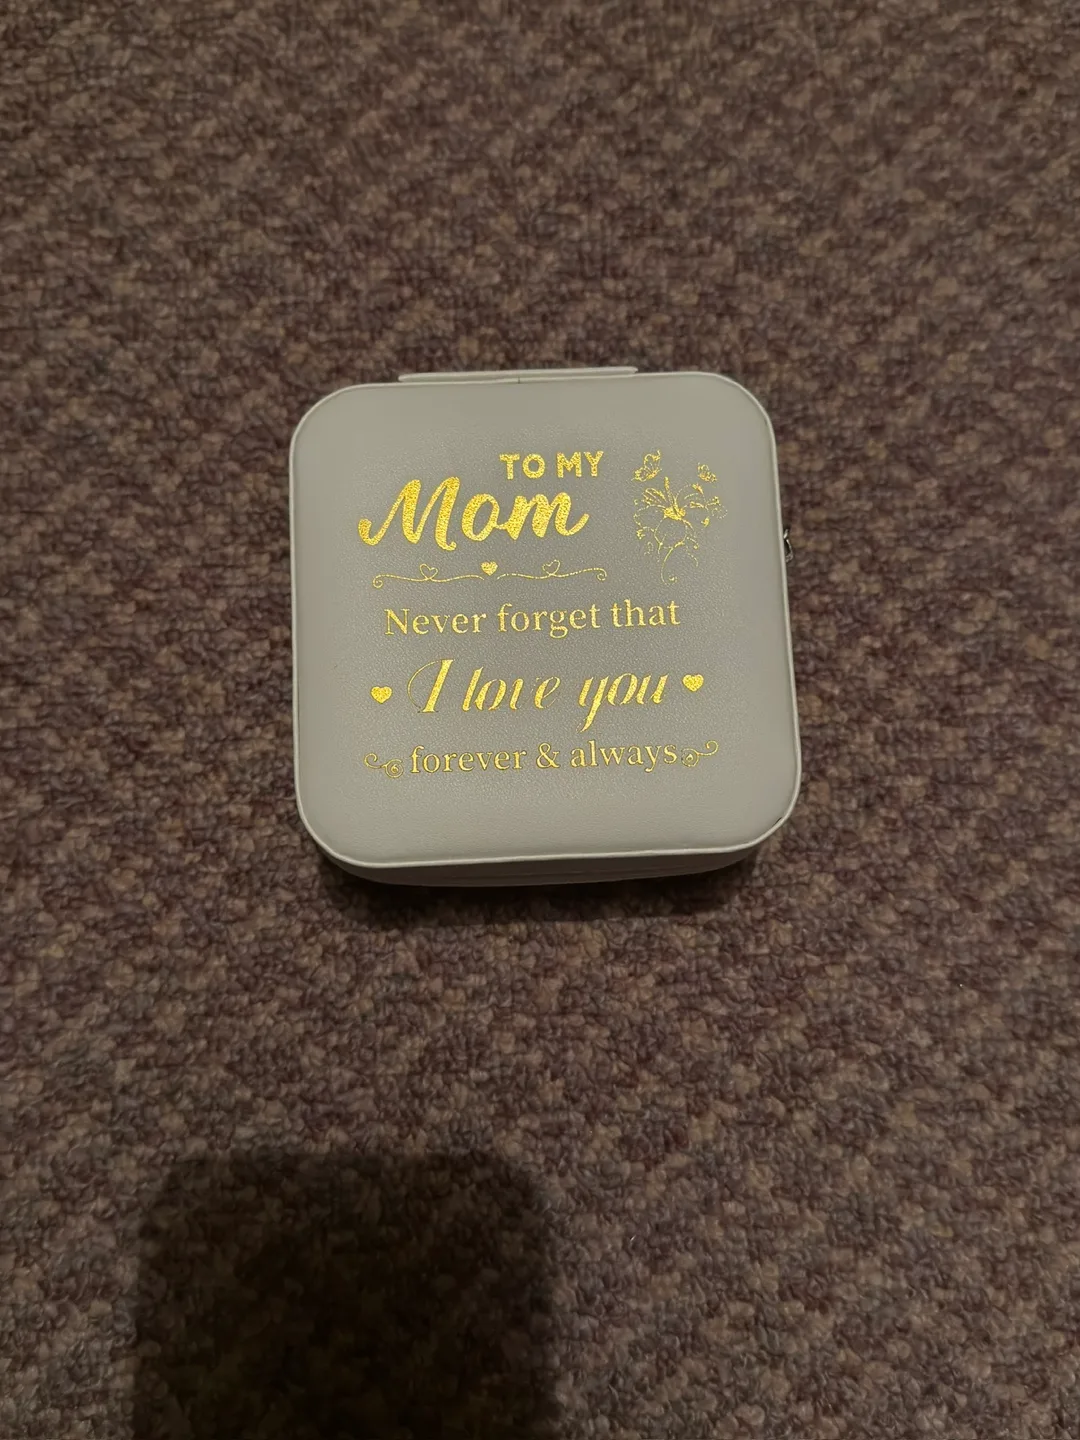 TO MY
Mom
Never forget that
I love you
forever & always